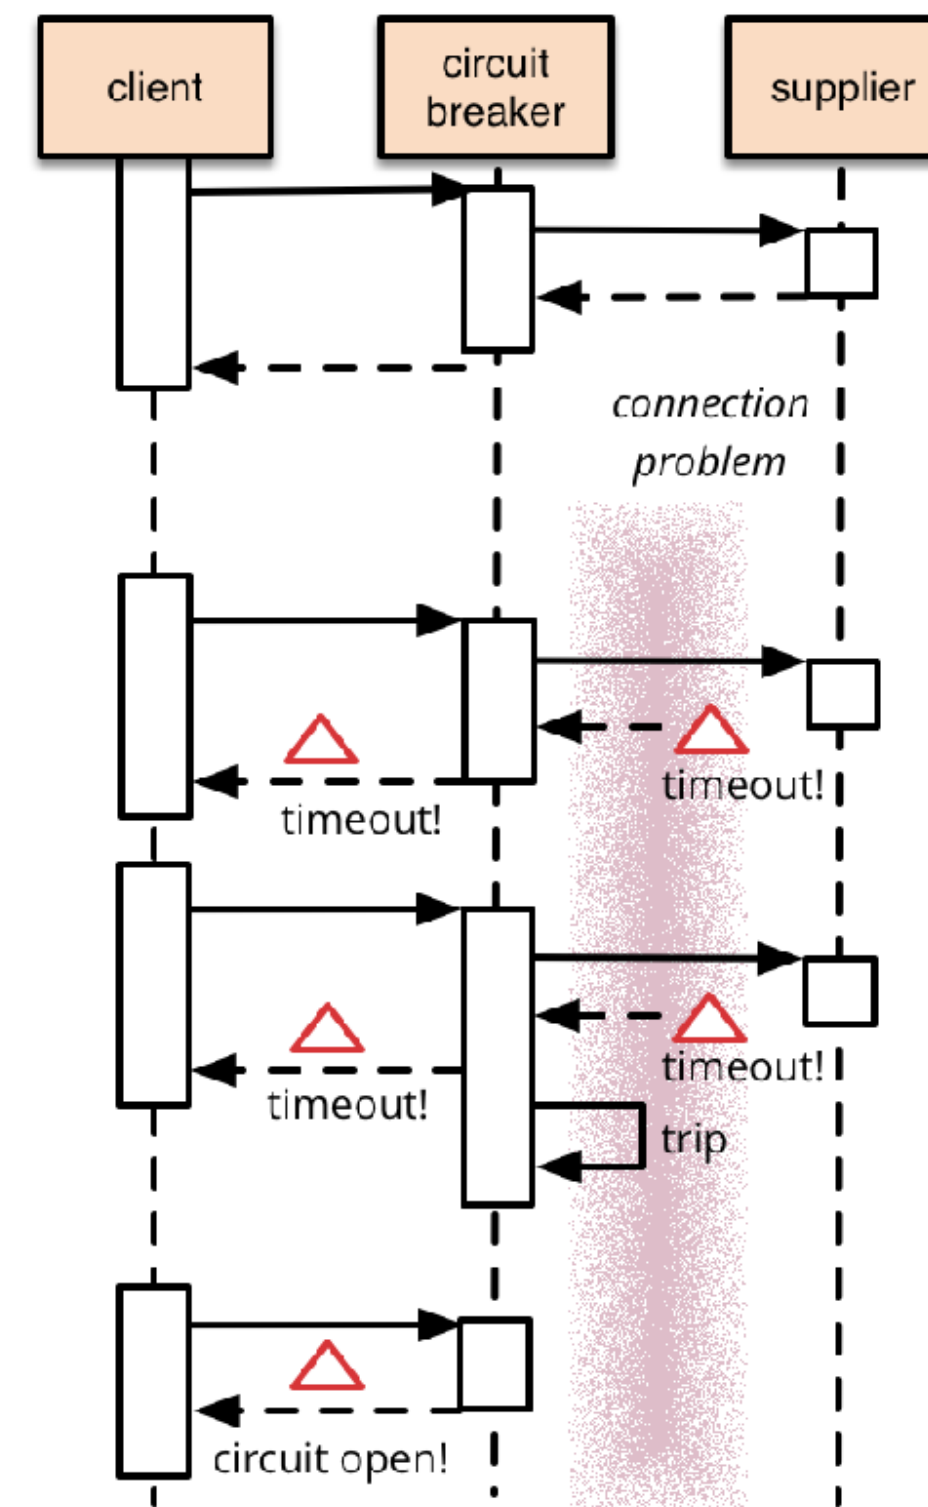 client
circuit
breaker
supplier
connection
problem
timeout!
timeout!
timeout!
timeout!
trip
circuit open!